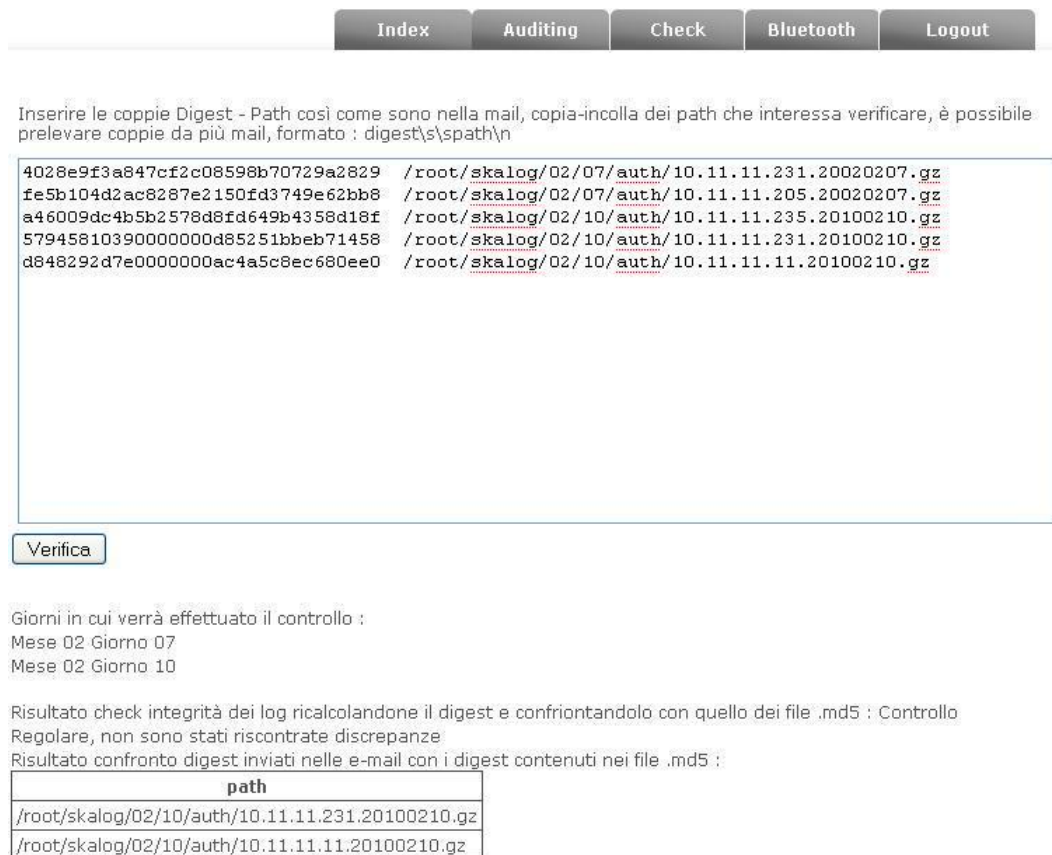 Index Auditing Check Bluetooth Logout
Inserire le coppie Digest - Path così come sono nella mail, copia-incolla dei path che interessa verificare, è possibile
prelevare coppie da più mail, formato : digest\s\spath\n
4028e9f3a847cf2c08598b70729a2829  /root/skalog/02/07/auth/10.11.11.231.20020207.gz
fe5b104d2ac8287e2150fd3749e62bb8  /root/skalog/02/07/auth/10.11.11.205.20020207.gz
a46009dc4b5b2578d8fd649b4358d18f  /root/skalog/02/10/auth/10.11.11.235.20100210.gz
57945810390000000d85251bbeb71458  /root/skalog/02/10/auth/10.11.11.231.20100210.gz
d848292d7e0000000ac4a5c8ec680ee0  /root/skalog/02/10/auth/10.11.11.11.20100210.gz
Verifica
Giorni in cui verrà effettuato il controllo :
Mese 02 Giorno 07
Mese 02 Giorno 10
Risultato check integrità dei log ricalcolandone il digest e confriontandolo con quello dei file .md5 : Controllo
Regolare, non sono stati riscontrate discrepanze
Risultato confronto digest inviati nelle e-mail con i digest contenuti nei file .md5 :
path
/root/skalog/02/10/auth/10.11.11.231.20100210.gz
/root/skalog/02/10/auth/10.11.11.11.20100210.gz